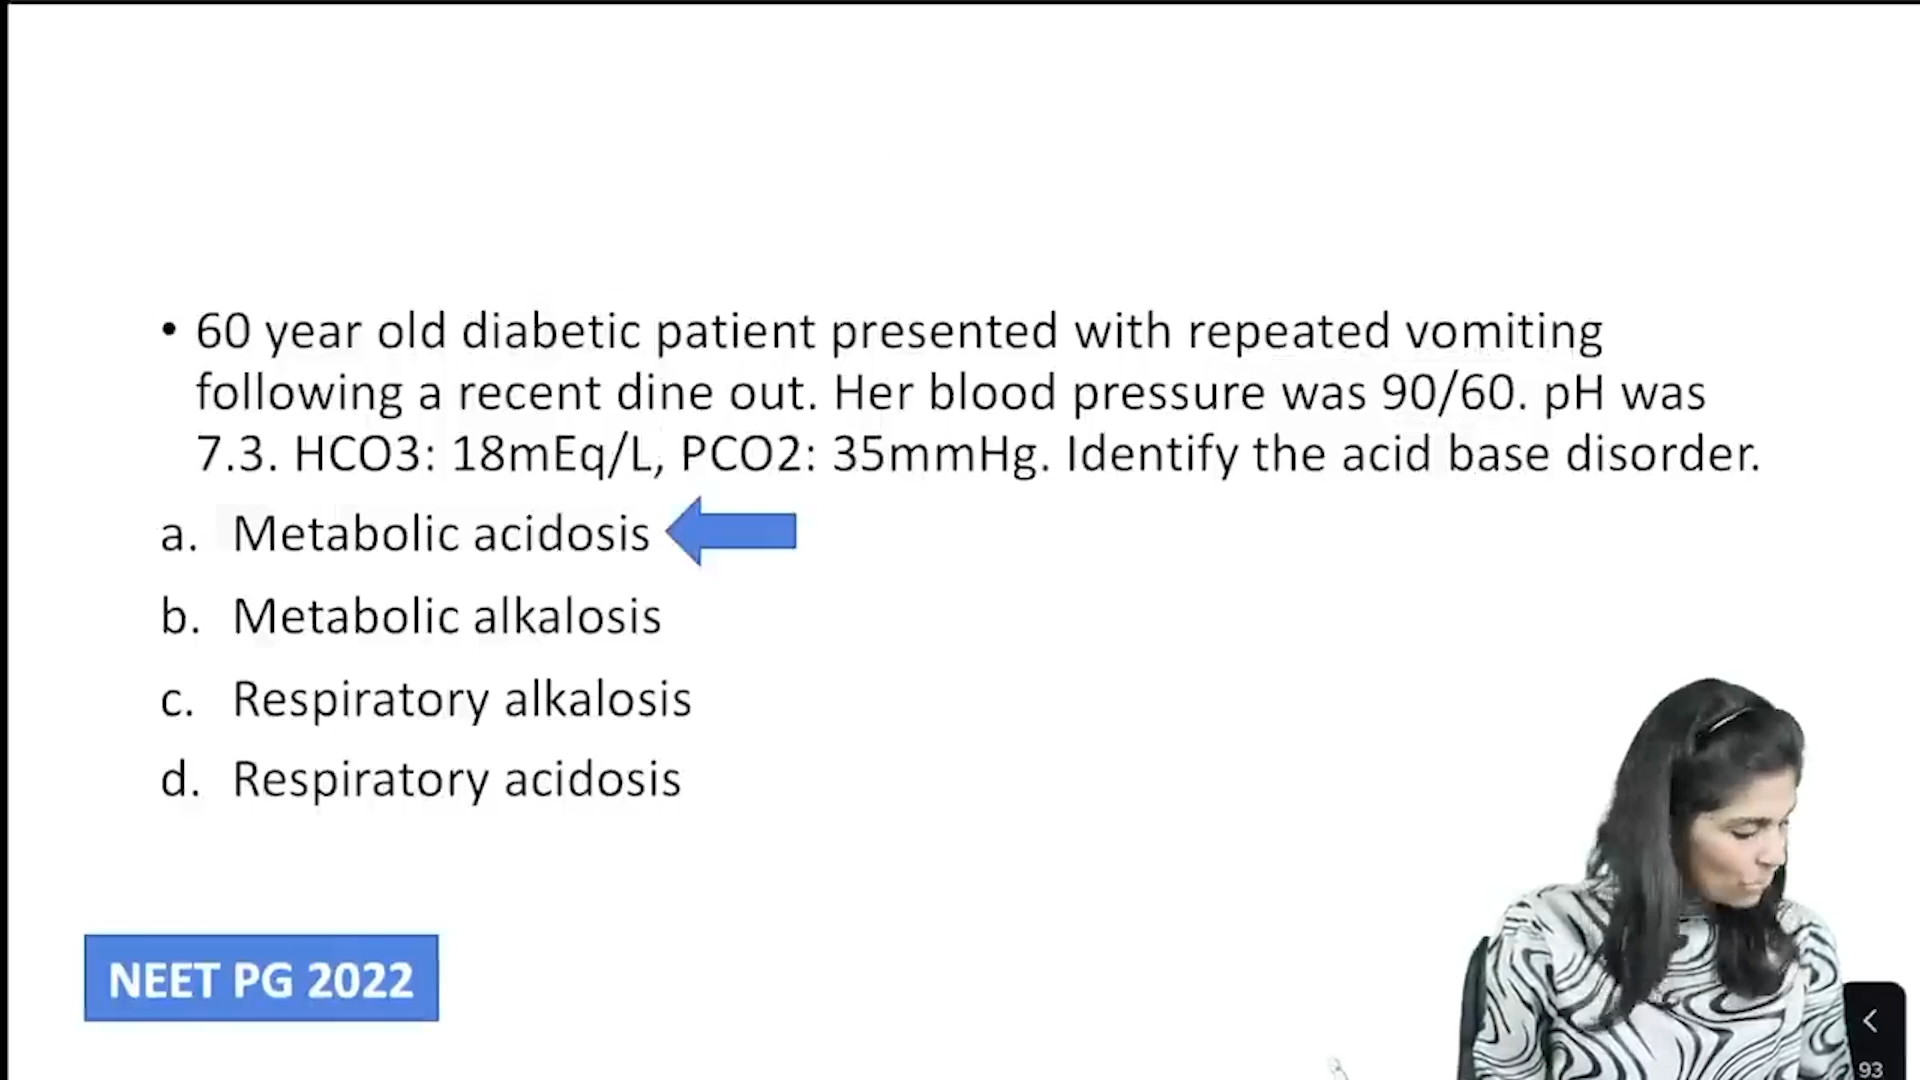 • 60 year old diabetic patient presented with repeated vomiting
following a recent dine out. Her blood pressure was 90/60. pH was
7.3. HCO3: 18mEq/L, PCO2: 35mmHg. Identify the acid base disorder.
a. Metabolic acidosis
b. Metabolic alkalosis
c. Respiratory alkalosis
d. Respiratory acidosis
NEET PG 2022
93